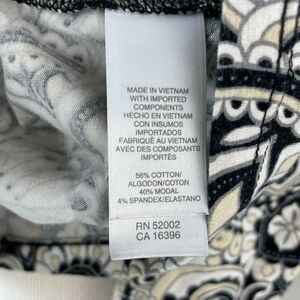 MADE IN VIETNAM
WITH IMPORTED
COMPONENTS
HECHO EN VIETNAM
CON INSUMOS
IMPORTADOS
FABRIQUÉ AU VIETNAM
AVEC DES COMPOSANTS
IMPORTÉS
56% COTTON/
ALGODON/COTON
40% MODAL
4% SPANDEX/ELASTANO
RN 52002
CA 16396